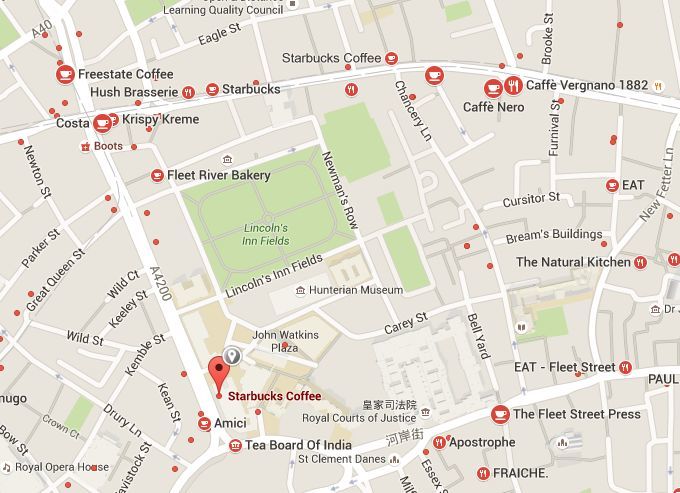 Open & Distance
Learning Quality Council
A40
Eagle St
Starbucks Coffee
Brooke St
Freestate Coffee
Hush Brasserie
Starbucks
Caffè Vergnano 1882
Caffè Nero
Chancery Ln
Costa
Krispy Kreme
Furnival St
Boots
Newton St
Fleet River Bakery
Newman's Row
EAT
New Fetter Ln
Cursitor St
Parker St
Lincoln's
Inn Fields
Bream's Buildings
Great Queen St
A4200
Lincoln's Inn Fields
The Natural Kitchen
Wild Ct
Keeley St
Hunterian Museum
Dr J
Wild St
Kemble St
John Watkins
Plaza
Carey St
Bell Yard
EAT - Fleet Street
Kean St
Starbucks Coffee
PAUL
nugo
Drury Ln
皇家司法院
Royal Courts of Justice
The Fleet Street Press
Crown Ct
Amici
河岸街
Bow St
Tea Board Of India
Apostrophe
Royal Opera House
Tavistock St
St Clement Danes
Essex St
FRAICHE.
Milf